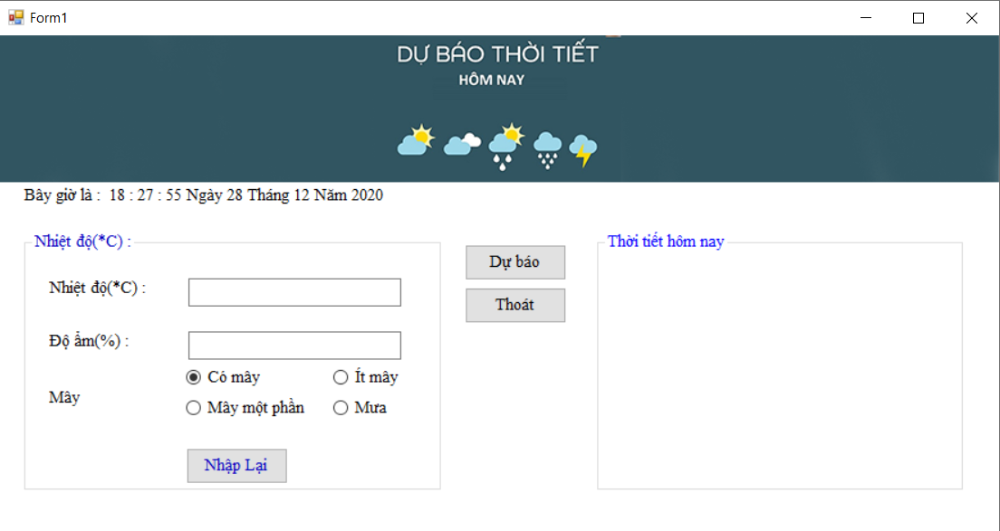 Form1
DỰ BÁO THỜI TIẾT
HÔM NAY
Bây giờ là : 18 : 27 : 55 Ngày 28 Tháng 12 Năm 2020
Nhiệt độ(*C) :
Nhiệt độ(*C) :
Độ ẩm(%) :
Mây
Có mây
Ít mây
Mây một phần
Mưa
Nhập Lại
Dự báo
Thoát
Thời tiết hôm nay